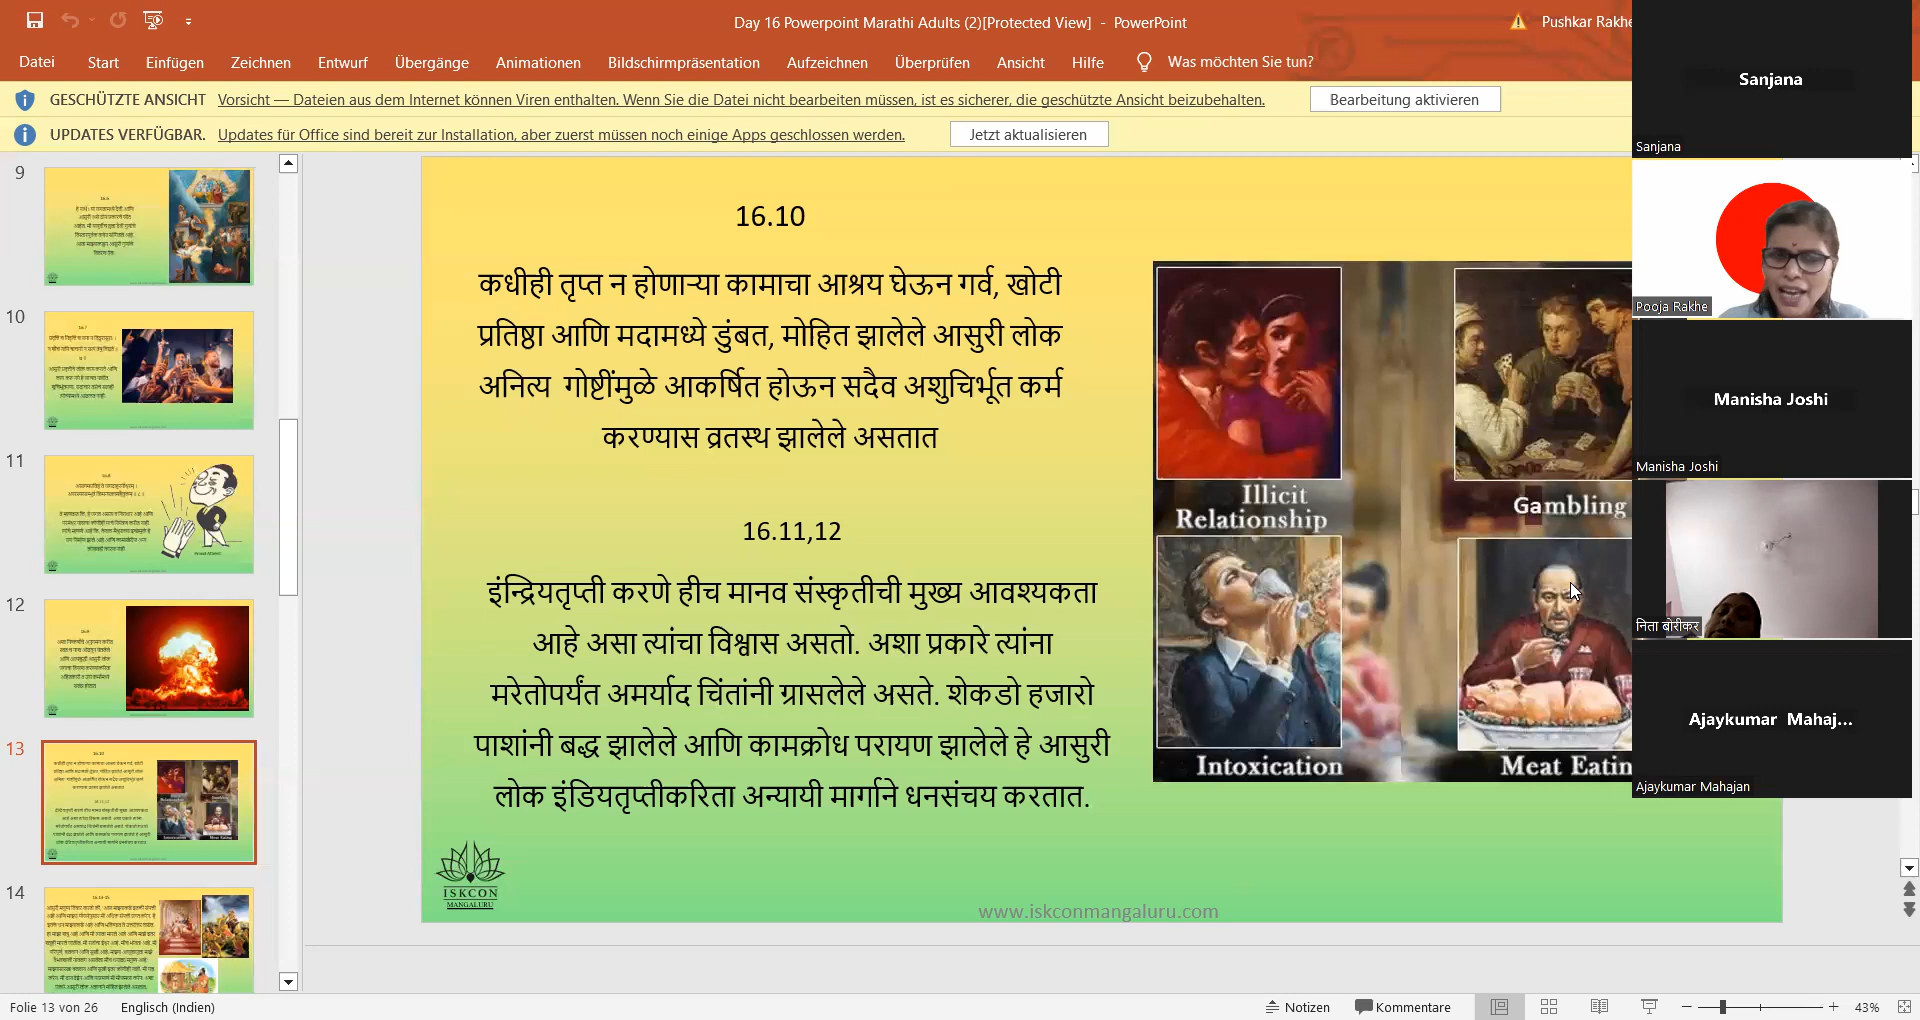 Day 16 Powerpoint Marathi Adults (2)[Protected View] - PowerPoint
Pushkar Rakhe
Datei Start Einfügen Zeichnen Entwurf Übergänge Animationen Bildschirmpräsentation Aufzeichnen Überprüfen Ansicht Hilfe Was möchten Sie tun?
GESCHÜTZTE ANSICHT Vorsicht — Dateien aus dem Internet können Viren enthalten. Wenn Sie die Datei nicht bearbeiten müssen, ist es sicherer, die geschützte Ansicht beizubehalten. Bearbeitung aktivieren
UPDATES VERFÜGBAR. Updates für Office sind bereit zur Installation, aber zuerst müssen noch einige Apps geschlossen werden. Jetzt aktualisieren
9
10
11
12
13
14
16.10
कधीही तृप्त न होणाऱ्या कामाचा आश्रय घेऊन गर्व, खोटी
प्रतिष्ठा आणि मदामध्ये डुंबत, मोहित झालेले आसुरी लोक
अनित्य गोष्टींमुळे आकर्षित होऊन सदैव अशुचिर्भूत कर्म
करण्यास व्रतस्थ झालेले असतात
16.11,12
इंन्द्रियतृप्ती करणे हीच मानव संस्कृतीची मुख्य आवश्यकता
आहे असा त्यांचा विश्वास असतो. अशा प्रकारे त्यांना
मरेतोपर्यंत अमर्याद चिंतांनी ग्रासलेले असते. शेकडो हजारो
पाशांनी बद्ध झालेले आणि कामक्रोध परायण झालेले हे आसुरी
लोक इंडियतृप्तीकरिता अन्यायी मार्गाने धनसंचय करतात.
Illicit
Relationship
Gambling
Intoxication
Meat Eatin
ISKCON
MANGALURU
www.iskconmangaluru.com
Sanjana
Sanjana
Pooja Rakhe
Manisha Joshi
Manisha Joshi
निता बोरीकर
Ajaykumar Mahaj...
Ajaykumar Mahajan
Folie 13 von 26 Englisch (Indien) Notizen Kommentare 43%